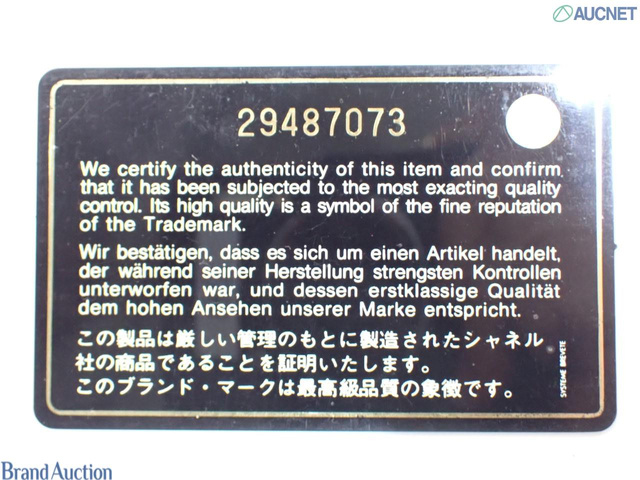 AUCNET
29487073
We certify the authenticity of this item and confirm
that it has been subjected to the most exacting quality
control. Its high quality is a symbol of the fine reputation
of the Trademark.
Wir bestätigen, dass es sich um einen Artikel handelt,
der während seiner Herstellung strengsten Kontrollen
unterworfen war, und dessen erstklassige Qualität
dem hohen Ansehen unserer Marke entspricht.
この製品は厳しい管理のもとに製造されたシャネル
社の商品であることを証明いたします。
このブランド・マークは最高級品質の象徴です。
SYSTEME BREVETE
Brand Auction